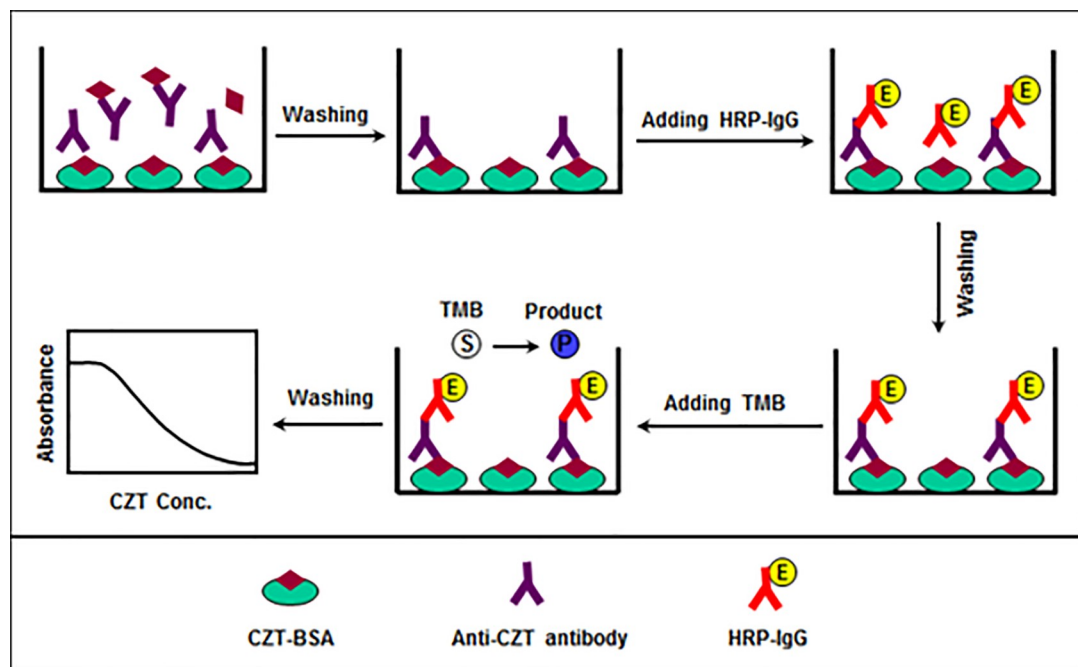 Washing
Adding HRP-IgG
E
E
E
Washing
TMB
Product
S
P
E
E
Absorbance
CZT Conc.
Washing
Adding TMB
E
E
CZT-BSA
Anti-CZT antibody
E
HRP-IgG